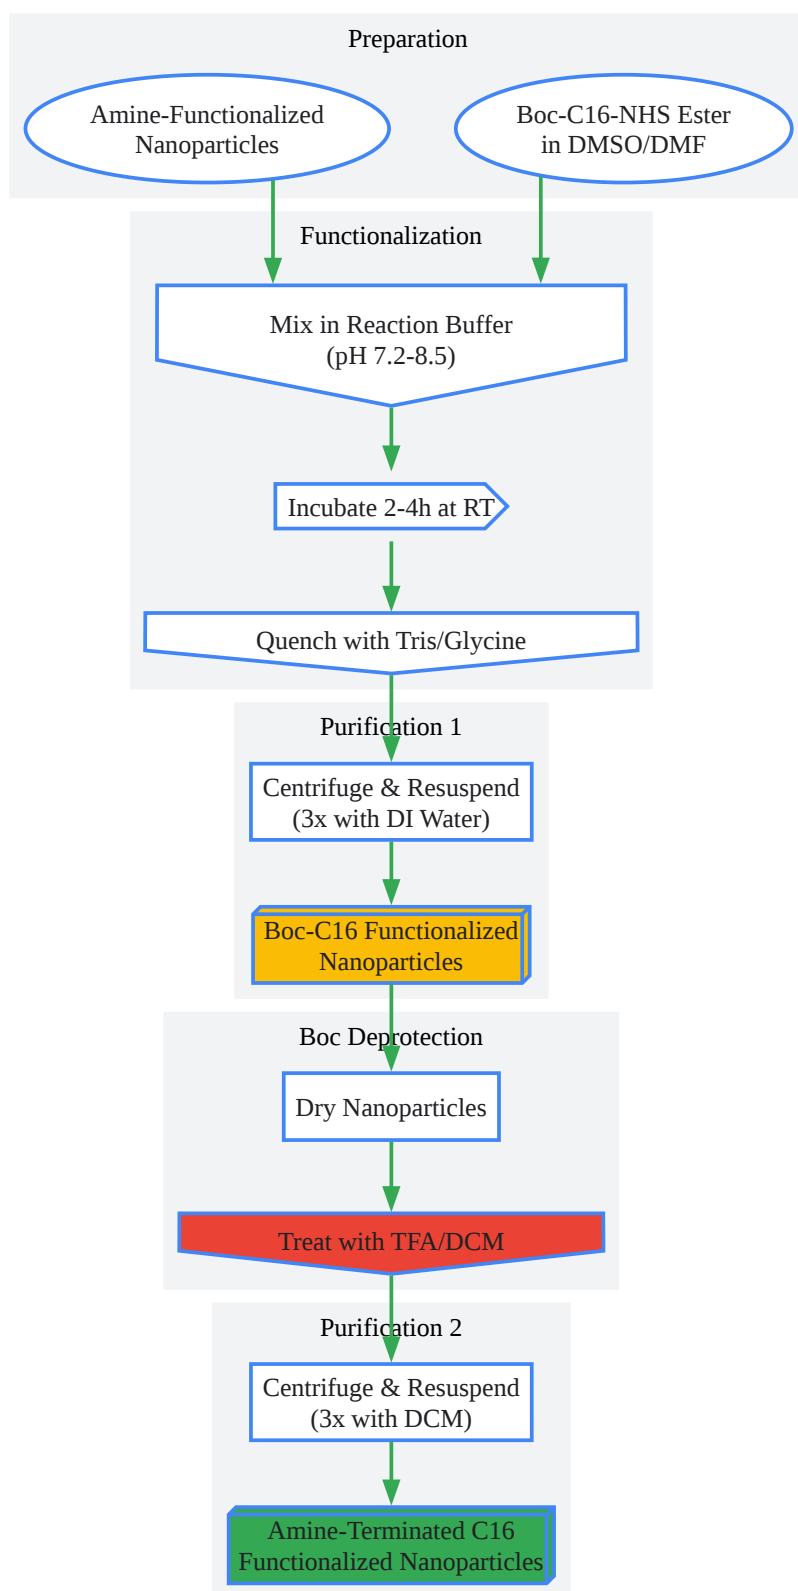 Preparation
Amine-Functionalized
Nanoparticles
Boc-C16-NHS Ester
in DMSO/DMF
Functionalization
Mix in Reaction Buffer
(pH 7.2-8.5)
Incubate 2-4h at RT
Quench with Tris/Glycine
Purification 1
Centrifuge & Resuspend
(3x with DI Water)
Boc-C16 Functionalized
Nanoparticles
Boc Deprotection
Dry Nanoparticles
Treat with TFA/DCM
Purification 2
Centrifuge & Resuspend
(3x with DCM)
Amine-Terminated C16
Functionalized Nanoparticles